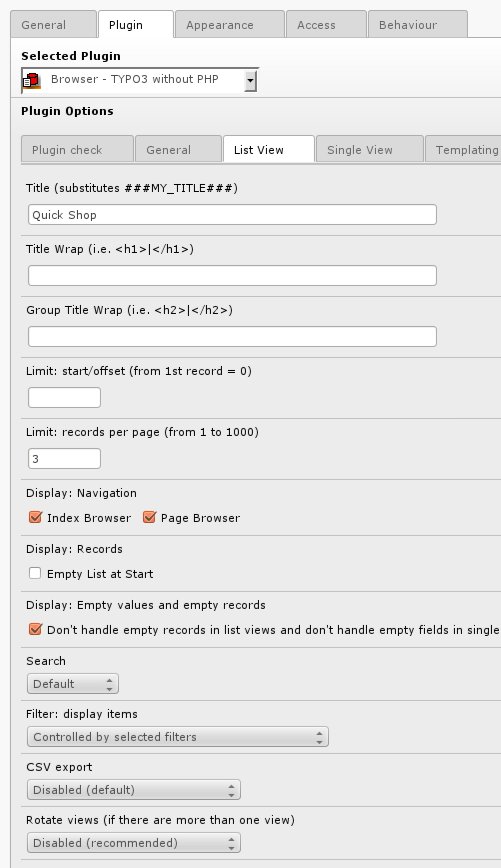 General Plugin Appearance Access Behaviour
Selected Plugin
Browser - TYPO3 without PHP
Plugin Options
Plugin check General List View Single View Templating
Title (substitutes ###MY_TITLE###)
Quick Shop
Title Wrap (i.e. <h1>|</h1>)
Group Title Wrap (i.e. <h2>|</h2>)
Limit: start/offset (from 1st record = 0)
Limit: records per page (from 1 to 1000)
3
Display: Navigation
Index Browser Page Browser
Display: Records
Empty List at Start
Display: Empty values and empty records
Don't handle empty records in list views and don't handle empty fields in single
Search
Default
Filter: display items
Controlled by selected filters
CSV export
Disabled (default)
Rotate views (if there are more than one view)
Disabled (recommended)